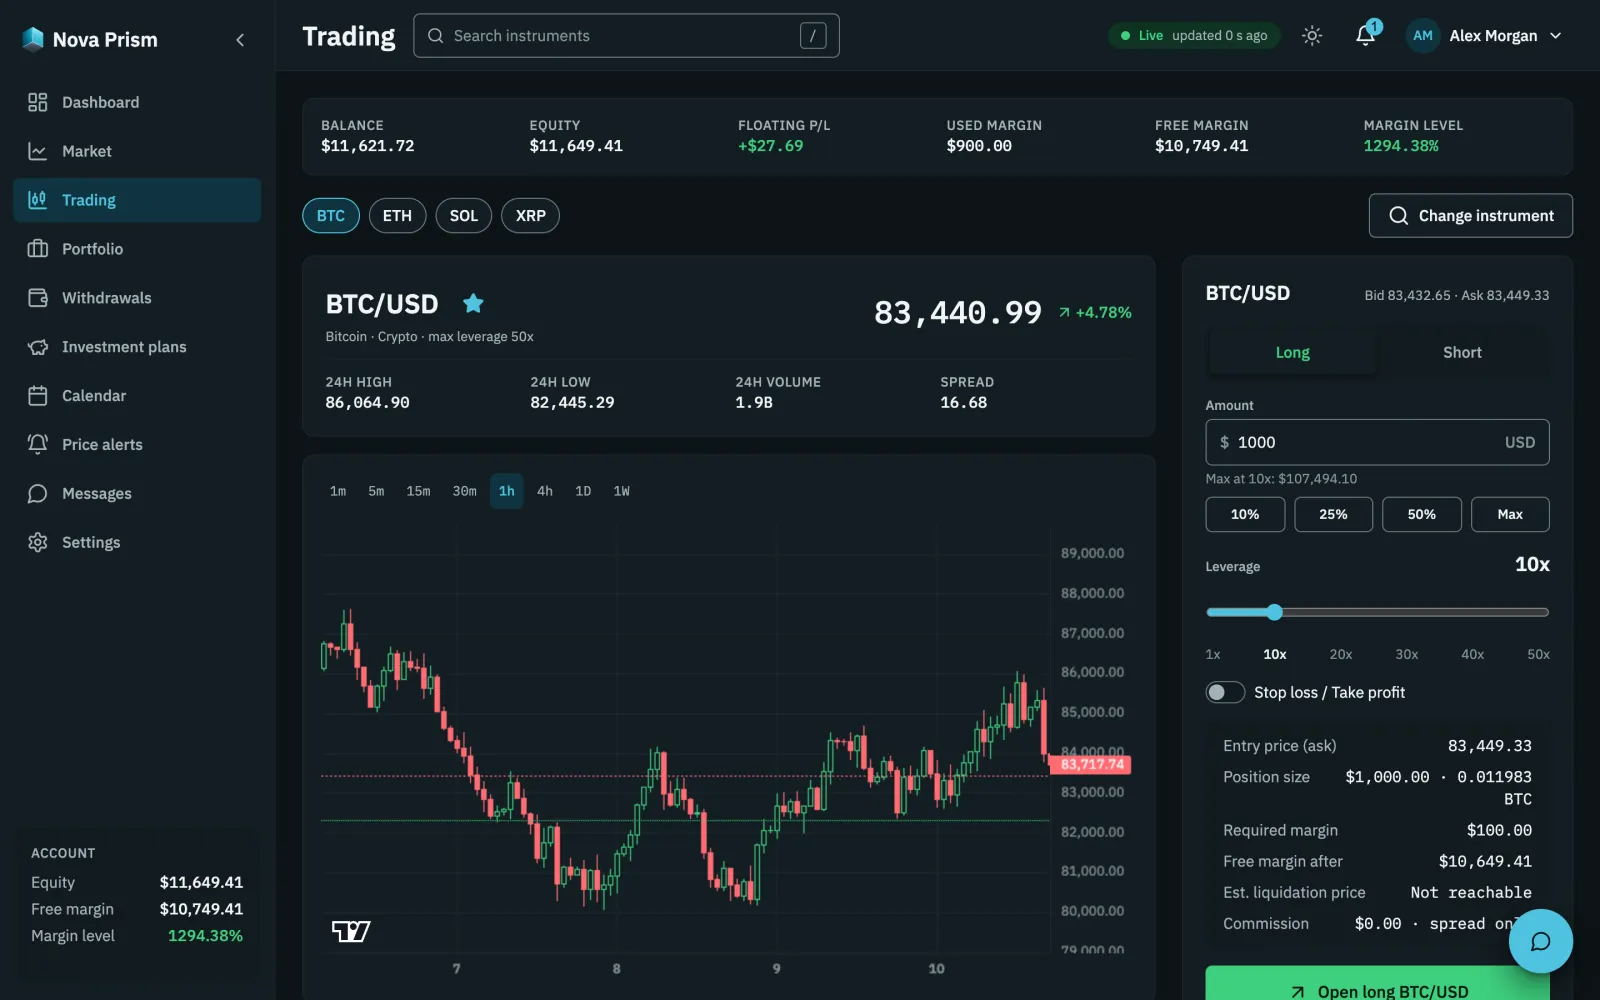 Nova Prism
Trading
Search instruments
/
Live updated 0 s ago
1
AM
Alex Morgan
Dashboard
Market
Trading
Portfolio
Withdrawals
Investment plans
Calendar
Price alerts
Messages
Settings
ACCOUNT
Equity $11,649.41
Free margin $10,749.41
Margin level 1294.38%
BALANCE EQUITY FLOATING P/L USED MARGIN FREE MARGIN MARGIN LEVEL
$11,621.72 $11,649.41 +$27.69 $900.00 $10,749.41 1294.38%
BTC ETH SOL XRP
Change instrument
BTC/USD
83,440.99 +4.78%
Bitcoin · Crypto · max leverage 50x
24H HIGH 24H LOW 24H VOLUME SPREAD
86,064.90 82,445.29 1.9B 16.68
1m 5m 15m 30m 1h 4h 1D 1W
89,000.00
88,000.00
87,000.00
86,000.00
85,000.00
84,000.00
83,717.74
83,000.00
82,000.00
81,000.00
80,000.00
79,000.00
7 8 9 10
BTC/USD
Bid 83,432.65 · Ask 83,449.33
Long Short
Amount
$ 1000 USD
Max at 10x: $107,494.10
10% 25% 50% Max
Leverage 10x
1x 10x 20x 30x 40x 50x
Stop loss / Take profit
Entry price (ask) 83,449.33
Position size $1,000.00 · 0.011983
BTC
Required margin $100.00
Free margin after $10,649.41
Est. liquidation price Not reachable
Commission $0.00 · spread
Open long BTC/USD